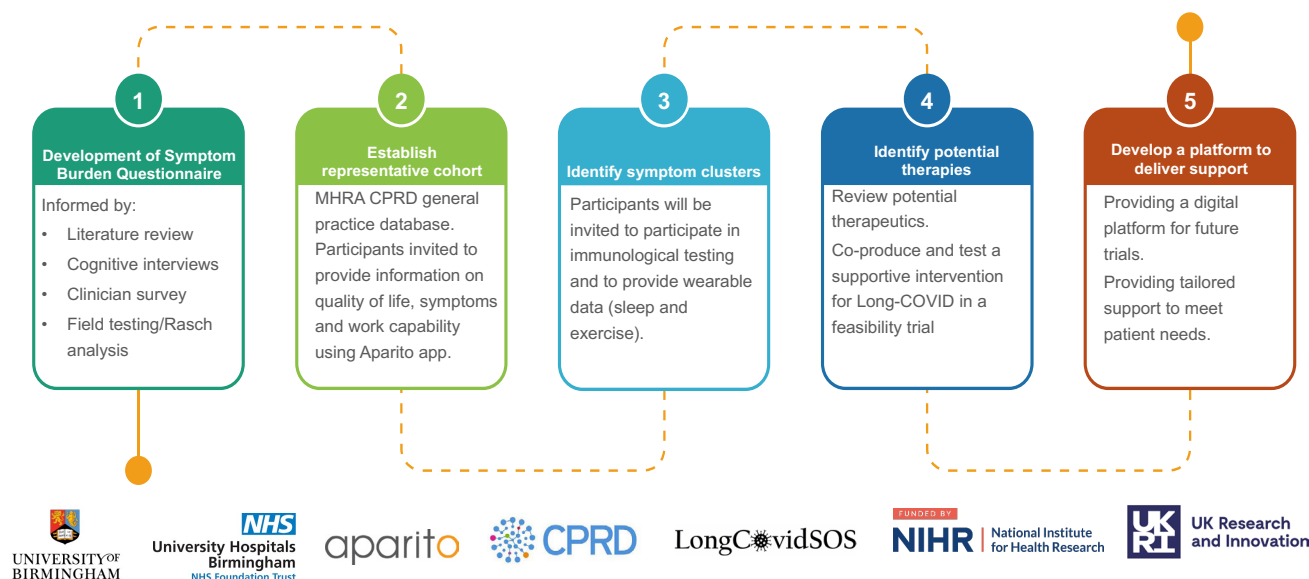 1
Development of Symptom
Burden Questionnaire
Informed by:
• Literature review
• Cognitive interviews
• Clinician survey
• Field testing/Rasch
analysis
2
Establish
representative cohort
MHRA CPRD general
practice database.
Participants invited to
provide information on
quality of life, symptoms
and work capability
using Aparito app.
3
Identify symptom clusters
Participants will be
invited to participate in
immunological testing
and to provide wearable
data (sleep and
exercise).
4
Identify potential
therapies
Review potential
therapeutics.
Co-produce and test a
supportive intervention
for Long-COVID in a
feasibility trial
5
Develop a platform to
deliver support
Providing a digital
platform for future
trials.
Providing tailored
support to meet
patient needs.
UNIVERSITY OF
BIRMINGHAM
NHS
University Hospitals
Birmingham
NHS Foundation Trust
aparito
CPRD
LongCovidSOS
FUNDED BY
NIHR
National Institute
for Health Research
UK
RI
UK Research
and Innovation